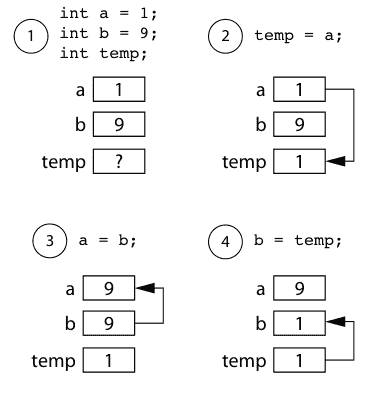 1
int a = 1;
int b = 9;
int temp;
a 1
b 9
temp ?
2
temp = a;
a 1
b 9
temp 1
3
a = b;
a 9
b 9
temp 1
4
b = temp;
a 9
b 1
temp 1